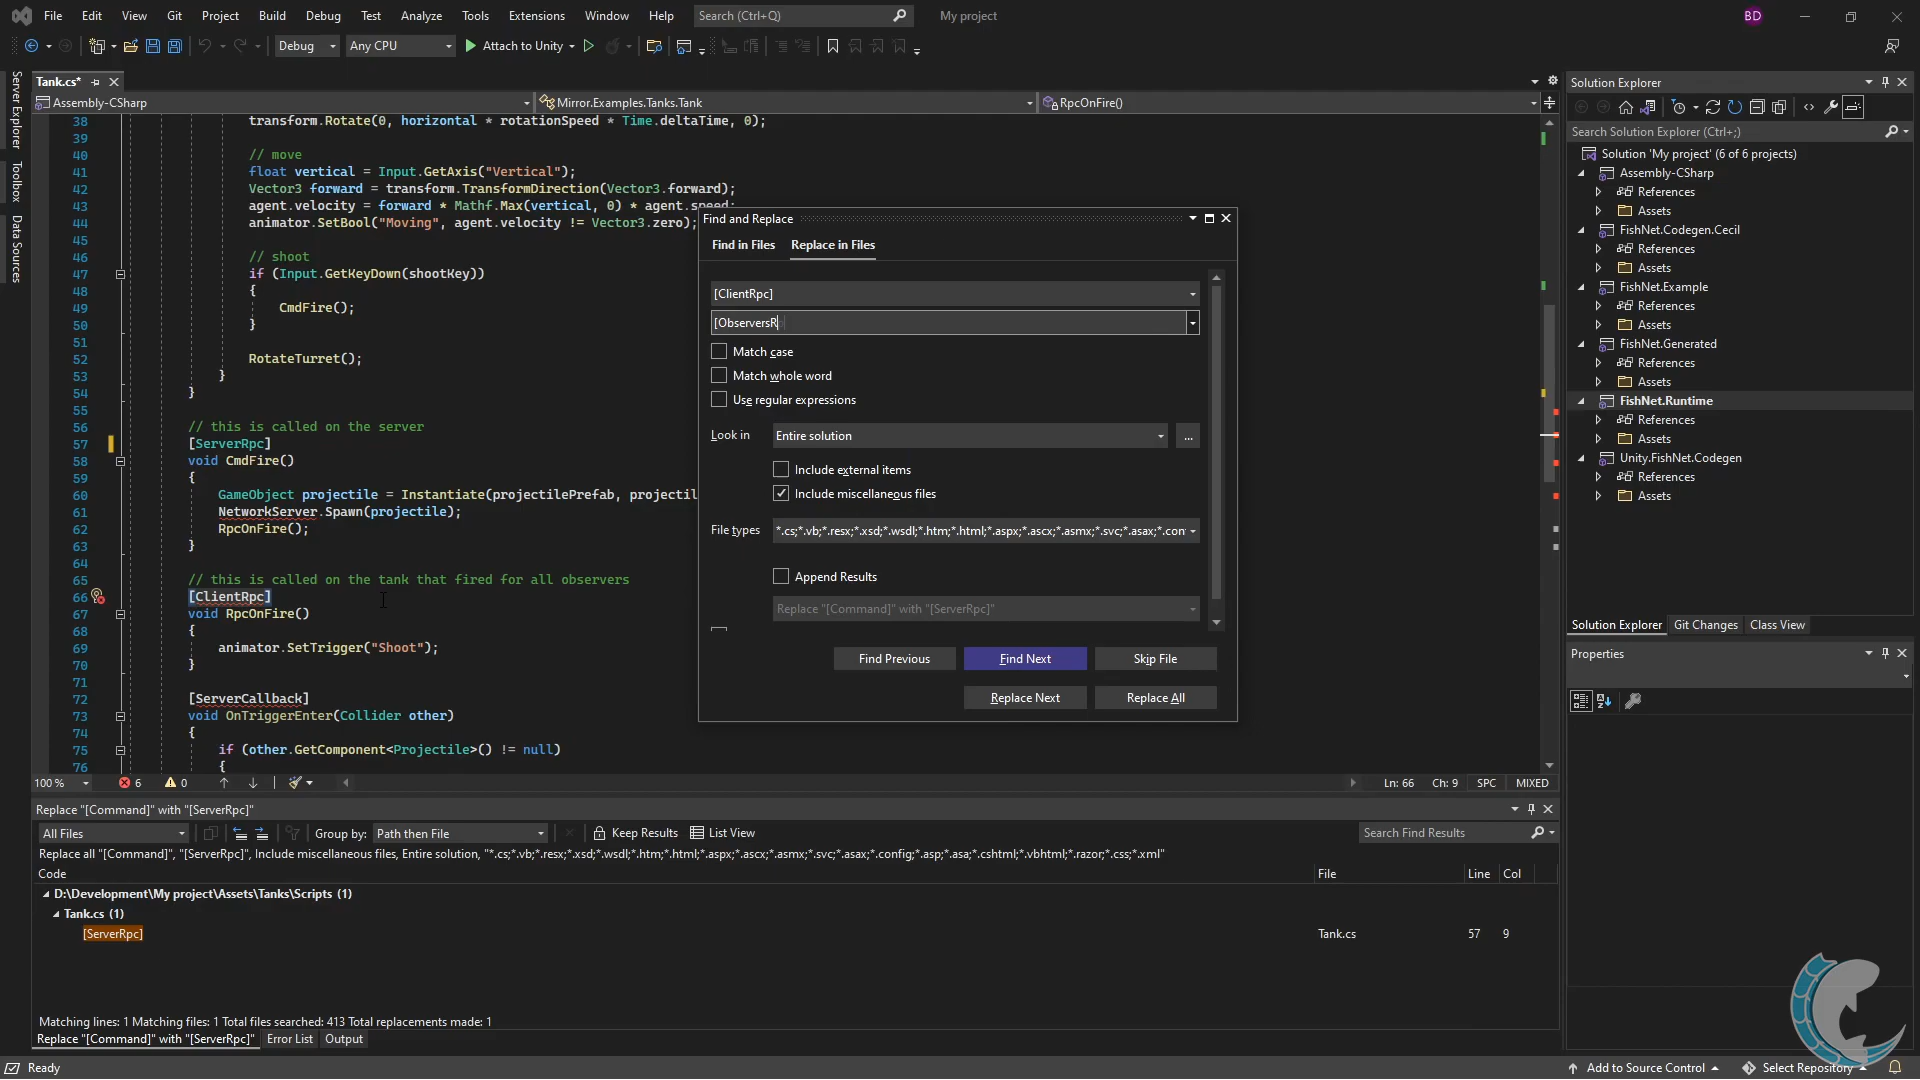 File Edit View Git Project Build Debug Test Analyze Tools Extensions Window Help Search (Ctrl+Q) My project BD
Debug Any CPU Attach to Unity
Server Explorer
Toolbox
Data Sources
Tank.cs*
Assembly-CSharp Mirror.Examples.Tanks.Tank RpcOnFire()
38 transform.Rotate(0, horizontal * rotationSpeed * Time.deltaTime, 0);
39
40 // move
41 float vertical = Input.GetAxis("Vertical");
42 Vector3 forward = transform.TransformDirection(Vector3.forward);
43 agent.velocity = forward * Mathf.Max(vertical, 0) * agent.speed;
44 animator.SetBool("Moving", agent.velocity != Vector3.zero);
45
46 // shoot
47 if (Input.GetKeyDown(shootKey))
48 {
49 CmdFire();
50 }
51
52 RotateTurret();
53 }
54 }
55
56 // this is called on the server
57 [ServerRpc]
58 void CmdFire()
59 {
60 GameObject projectile = Instantiate(projectilePrefab, projectil
61 NetworkServer.Spawn(projectile);
62 RpcOnFire();
63 }
64
65 // this is called on the tank that fired for all observers
66 [ClientRpc]
67 void RpcOnFire()
68 {
69 animator.SetTrigger("Shoot");
70 }
71
72 [ServerCallback]
73 void OnTriggerEnter(Collider other)
74 {
75 if (other.GetComponent<Projectile>() != null)
76 {
100 % 6 0 Ln: 66 Ch: 9 SPC MIXED
Find and Replace
Find in Files Replace in Files
[ClientRpc]
[ObserversR
Match case
Match whole word
Use regular expressions
Look in Entire solution ...
Include external items
Include miscellaneous files
File types *.cs;*.vb;*.resx;*.xsd;*.wsdl;*.htm;*.html;*.aspx;*.ascx;*.asmx;*.svc;*.asax;*.con
Append Results
Replace "[Command]" with "[ServerRpc]"
Find Previous Find Next Skip File
Replace Next Replace All
Replace "[Command]" with "[ServerRpc]"
All Files Group by: Path then File Keep Results List View Search Find Results
Replace all "[Command]", "[ServerRpc]", Include miscellaneous files, Entire solution, "*.cs;*.vb;*.resx;*.xsd;*.wsdl;*.htm;*.html;*.aspx;*.ascx;*.asmx;*.svc;*.asax;*.config;*.asp;*.asa;*.cshtml;*.vbhtml;*.razor;*.css;*.xml"
Code File Line Col
D:\Development\My project\Assets\Tanks\Scripts (1)
Tank.cs (1)
[ServerRpc] Tank.cs 57 9
Matching lines: 1 Matching files: 1 Total files searched: 413 Total replacements made: 1
Replace "[Command]" with "[ServerRpc]" Error List Output
Solution Explorer
Search Solution Explorer (Ctrl+;)
Solution 'My project' (6 of 6 projects)
Assembly-CSharp
References
Assets
FishNet.Codegen.Cecil
References
Assets
FishNet.Example
References
Assets
FishNet.Generated
References
Assets
FishNet.Runtime
References
Assets
Unity.FishNet.Codegen
References
Assets
Solution Explorer Git Changes Class View
Properties
Ready Add to Source Control Select Repository